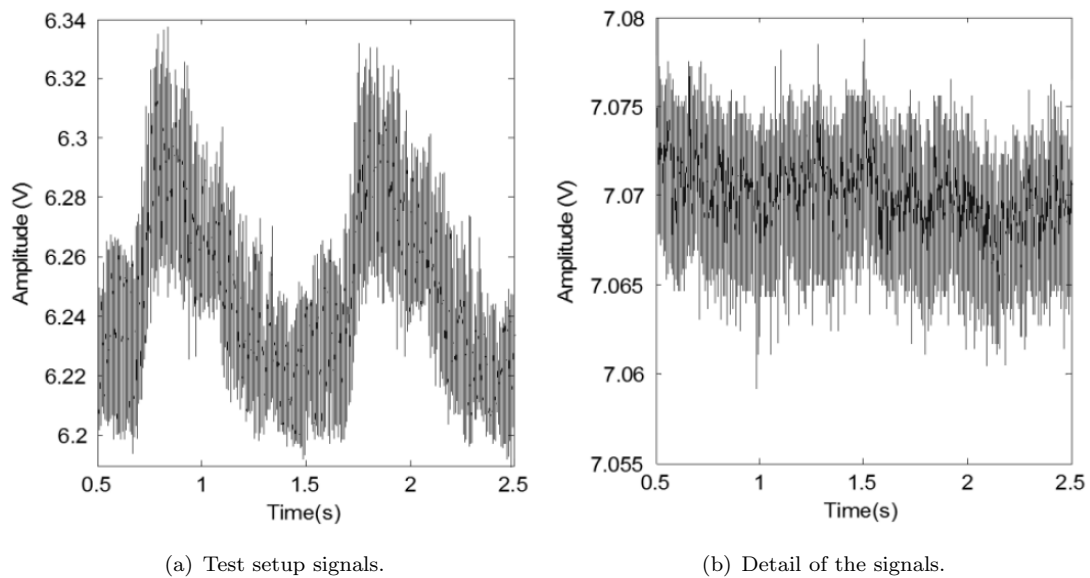 6.34
6.32
6.3
6.28
6.26
6.24
6.22
6.2
Amplitude (V)
0.5 1 1.5 2 2.5
Time(s)
(a) Test setup signals.
7.08
7.075
7.07
7.065
7.06
7.055
Amplitude (V)
0.5 1 1.5 2 2.5
Time(s)
(b) Detail of the signals.